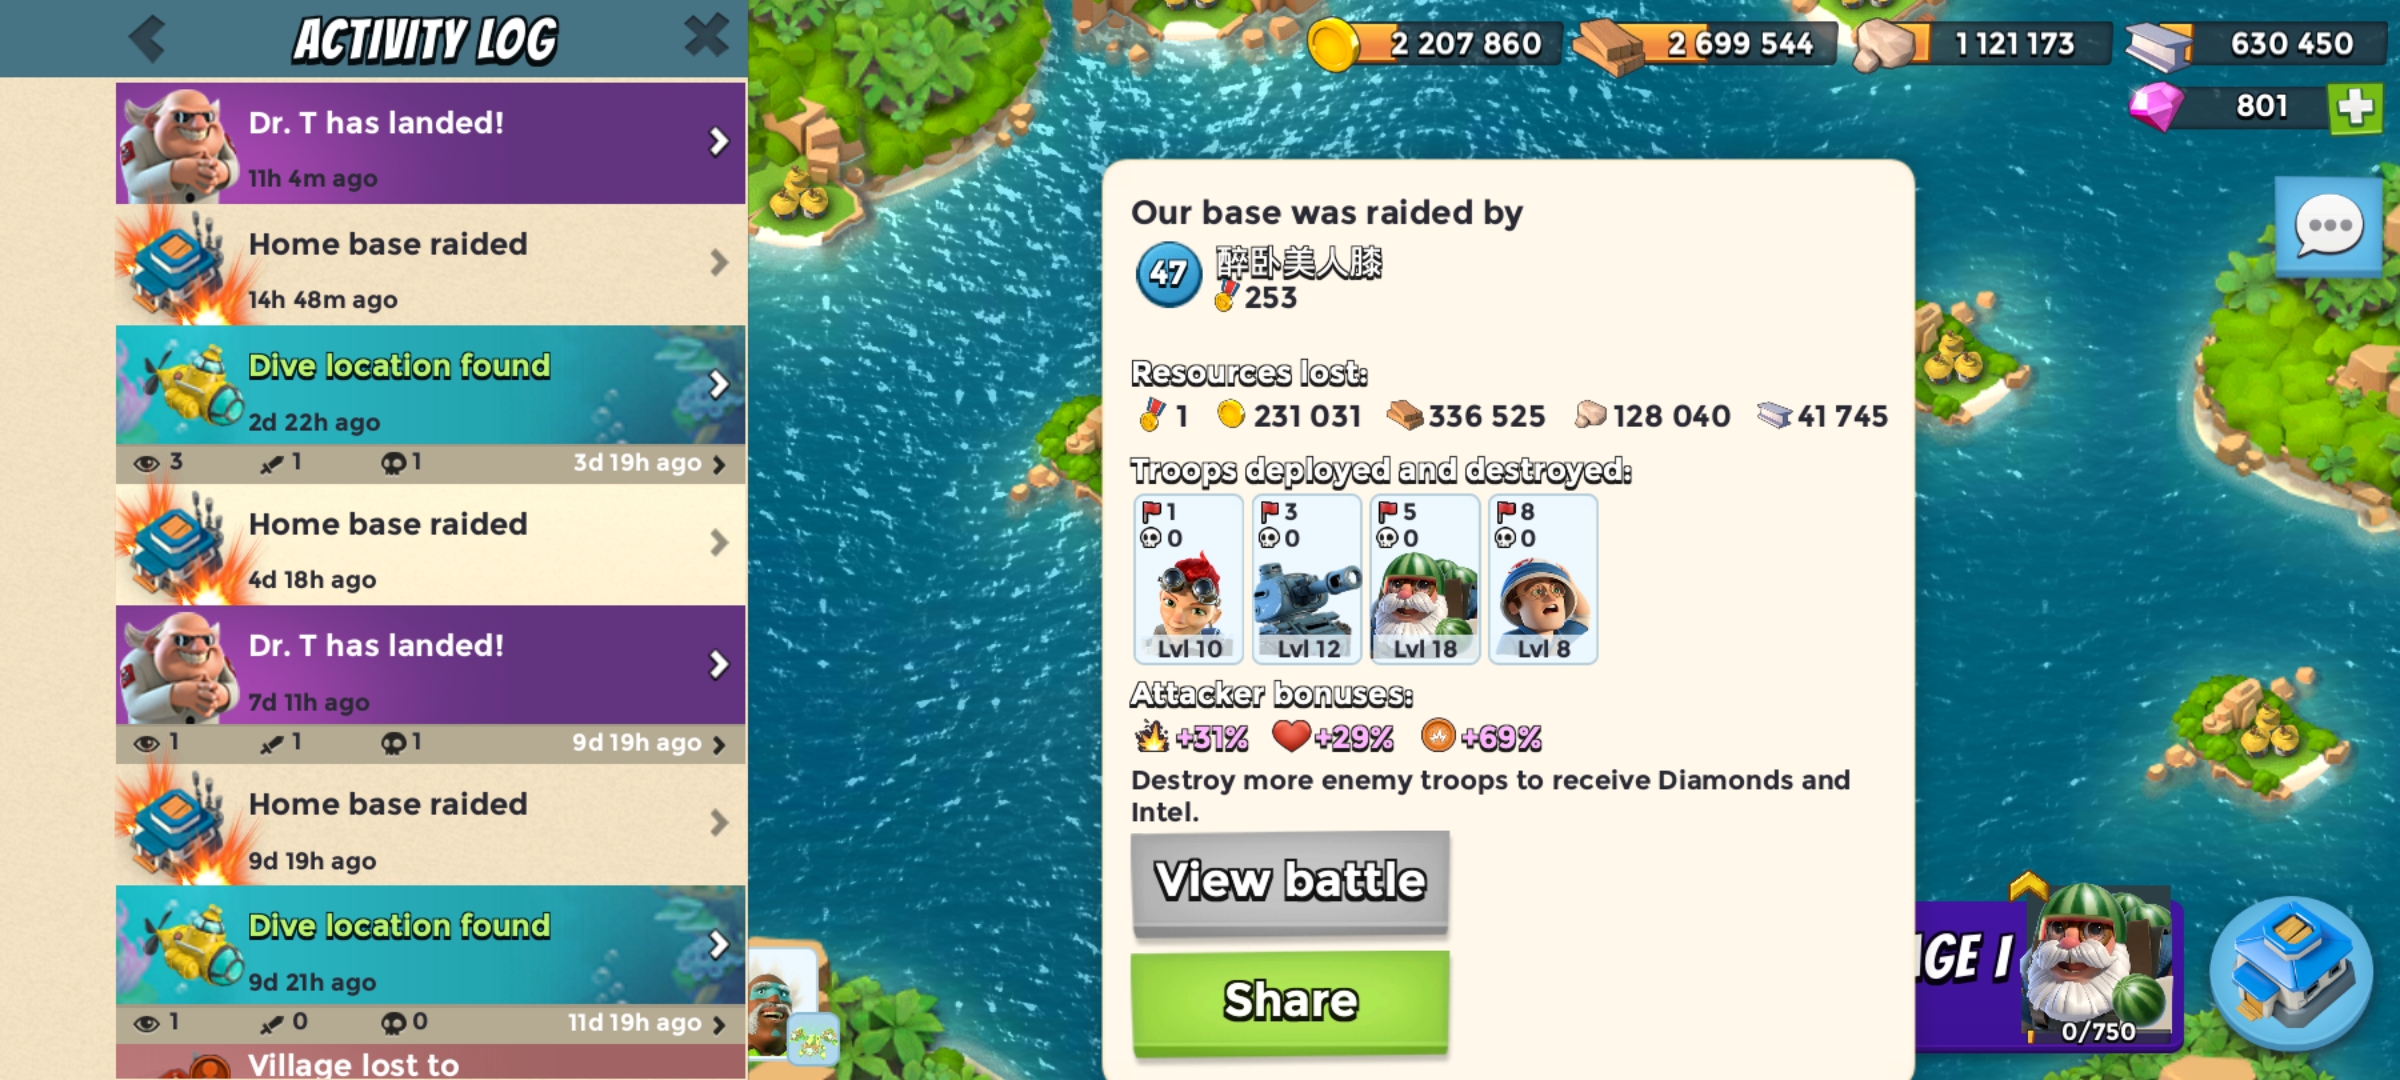 ACTIVITY LOG
Dr. T has landed!
11h 4m ago
Home base raided
14h 48m ago
Dive location found
2d 22h ago
3 1 1 3d 19h ago
Home base raided
4d 18h ago
Dr. T has landed!
7d 11h ago
1 1 1 9d 19h ago
Home base raided
9d 19h ago
Dive location found
9d 21h ago
1 0 0 11d 19h ago
Village lost to
2 207 860 2 699 544 1 121 173 630 450
801
Our base was raided by
47 醉卧美人膝
253
Resources lost:
1 231 031 336 525 128 040 41 745
Troops deployed and destroyed:
1 3 5 8
0 0 0 0
Lvl 10 Lvl 12 Lvl 18 Lvl 8
Attacker bonuses:
+31% +29% +69%
Destroy more enemy troops to receive Diamonds and
Intel.
View battle
Share
GE I
0/750